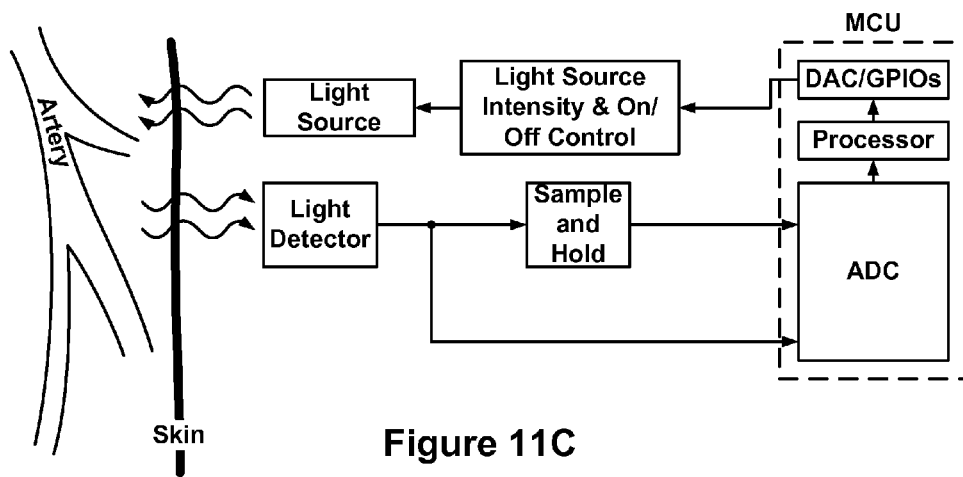 MCU
Light
Source
Light Source
Intensity & On/
Off Control
DAC/GPIOs
Processor
Artery
Light
Detector
Sample
and
Hold
ADC
Skin
Figure 11C